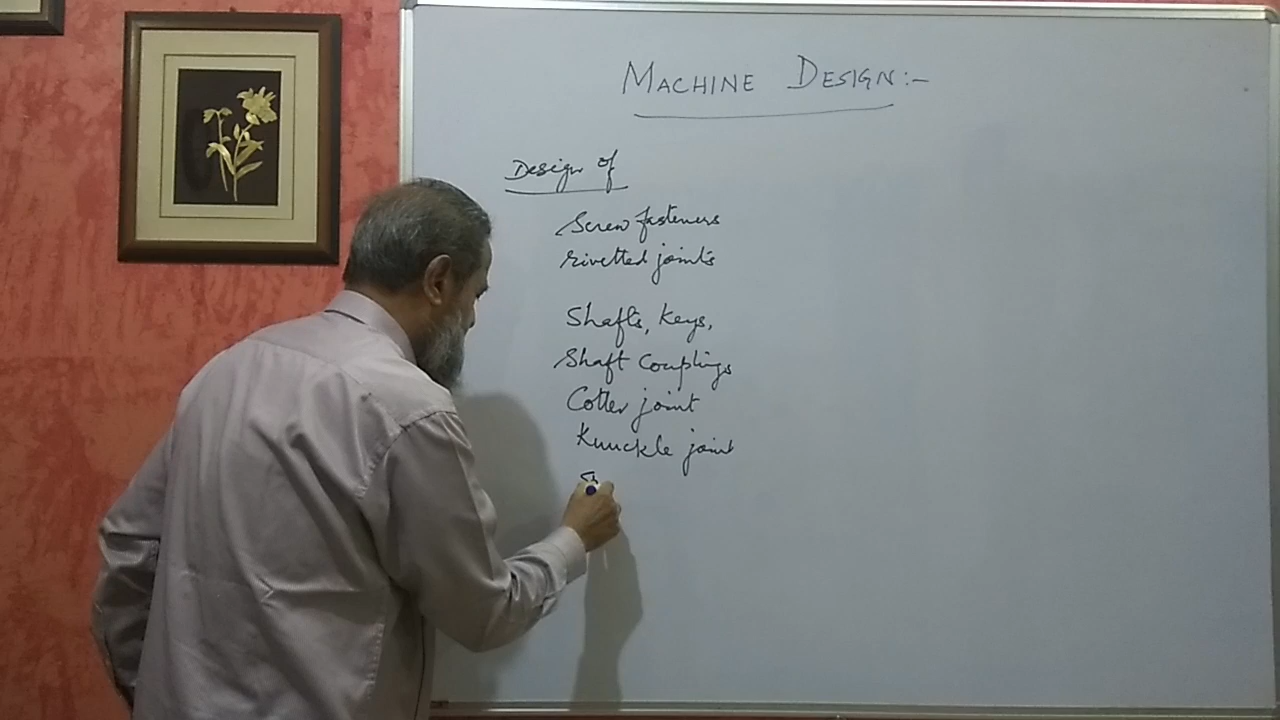 MACHINE DESIGN:-
Design of
Screw fasteners
rivetted joints
Shafts, Keys,
Shaft Couplings
Cotter joint
Knuckle joint